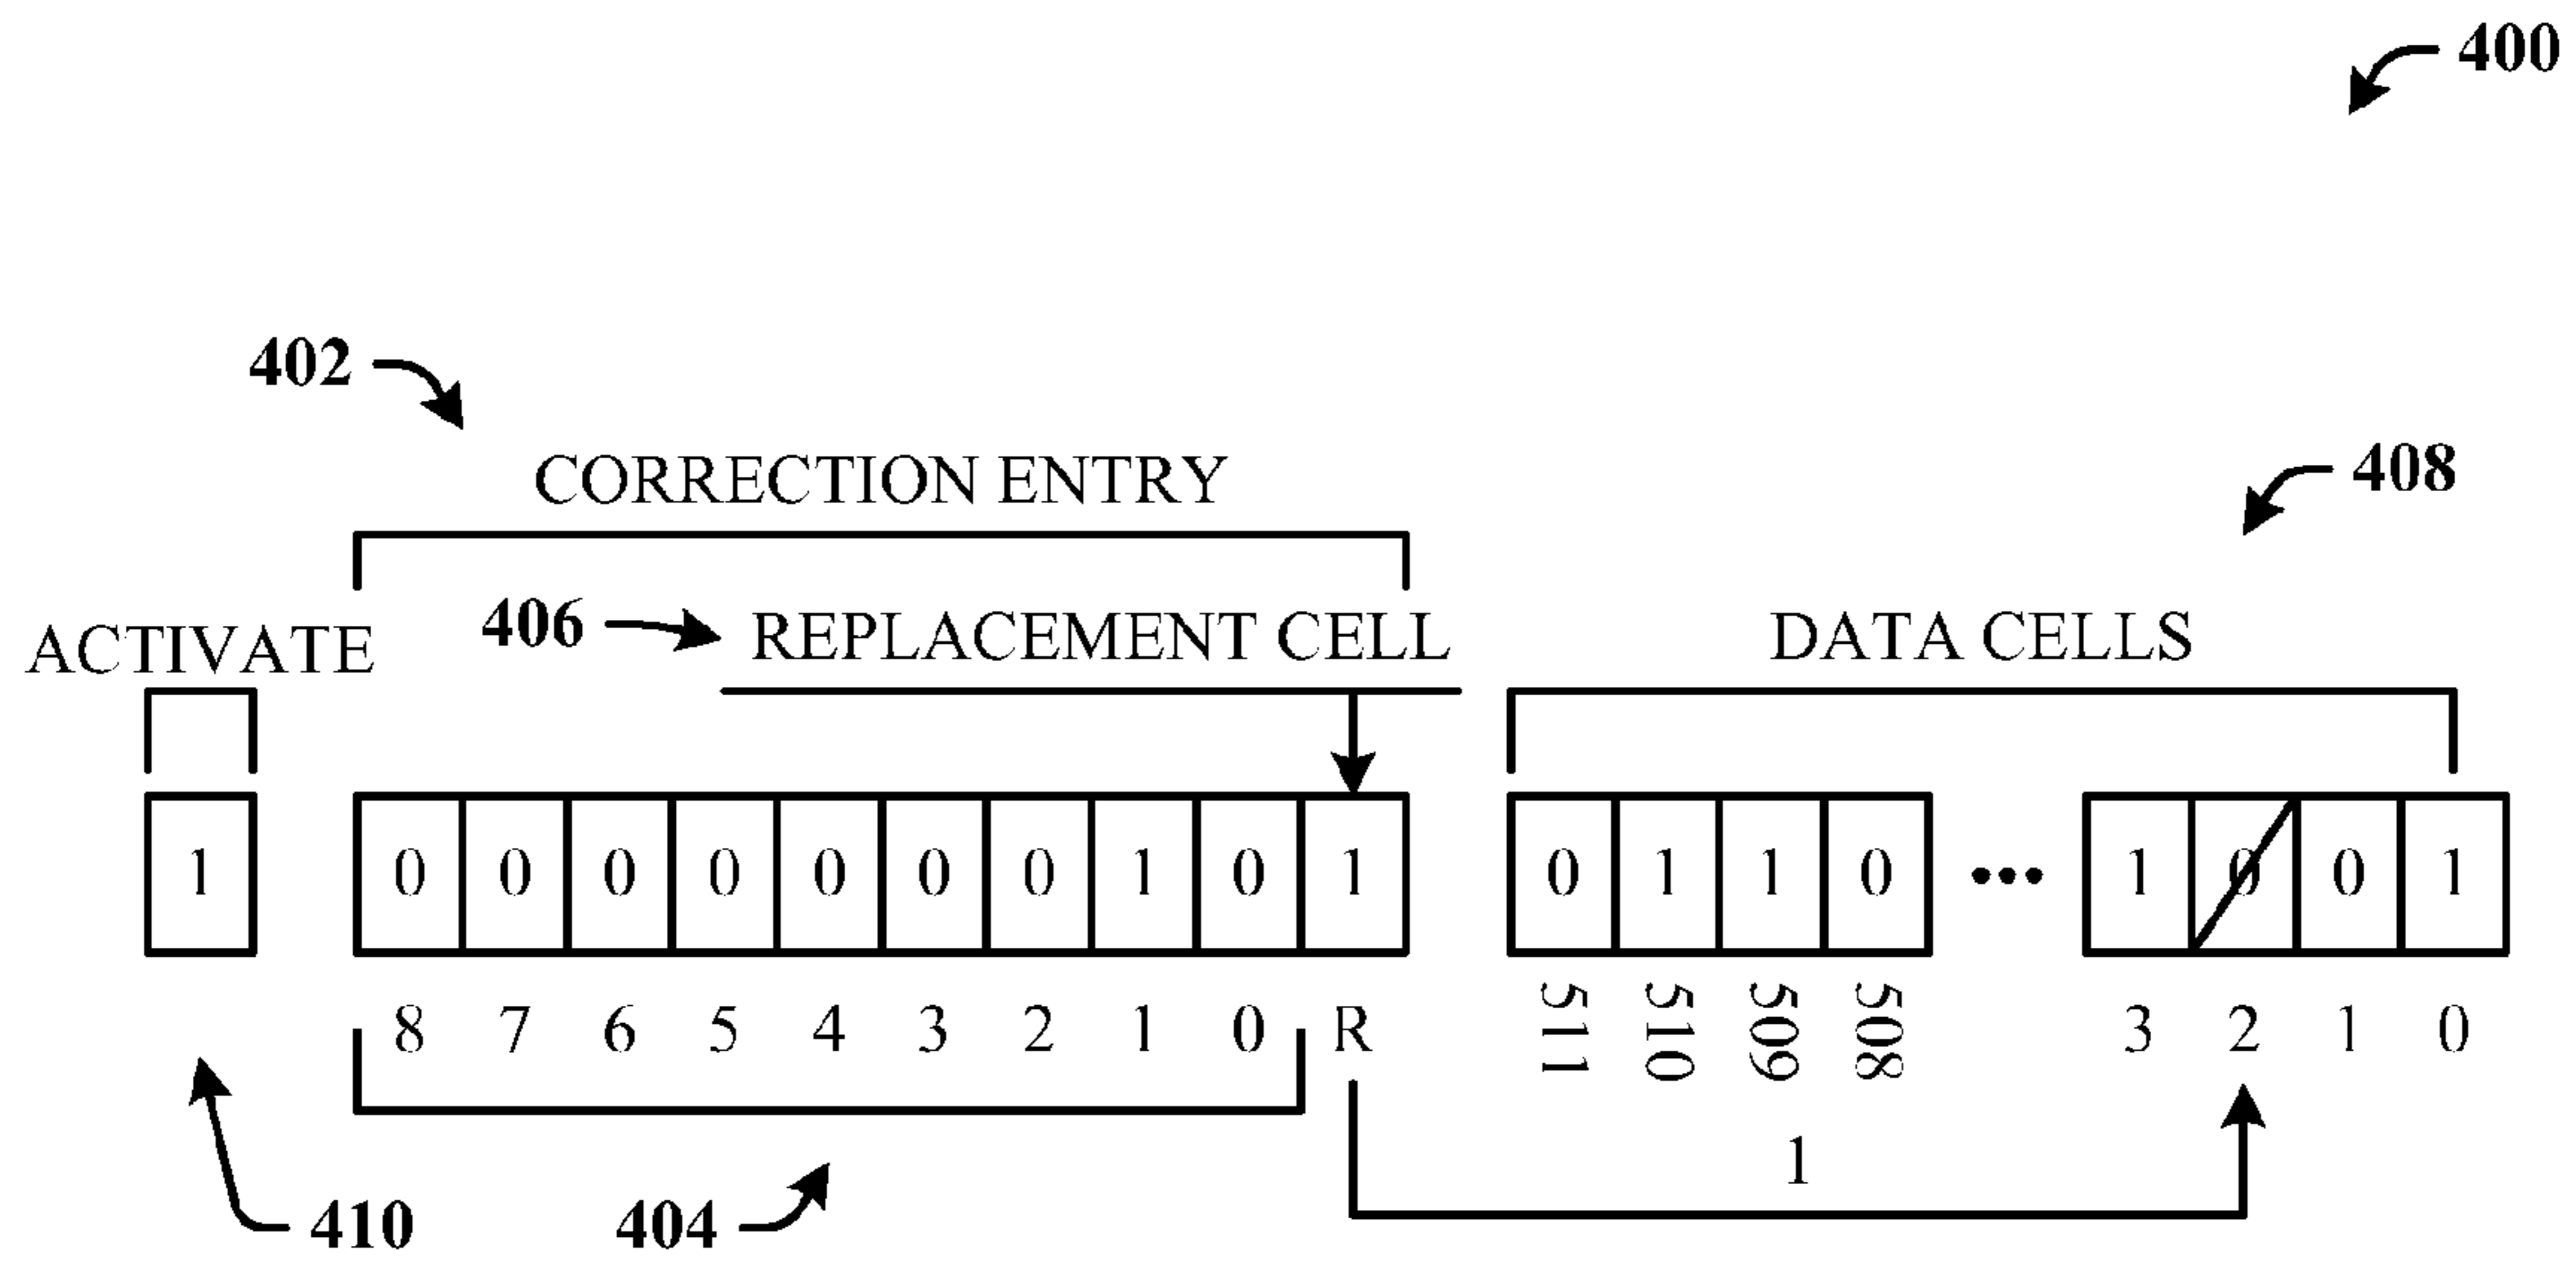 400
402
CORRECTION ENTRY
408
ACTIVATE
406 REPLACEMENT CELL
DATA CELLS
1 0 0 0 0 0 0 0 1 0 1 0 1 1 0 ... 1 0 0 1
8 7 6 5 4 3 2 1 0 R 511 510 509 508 3 2 1 0
1
410
404